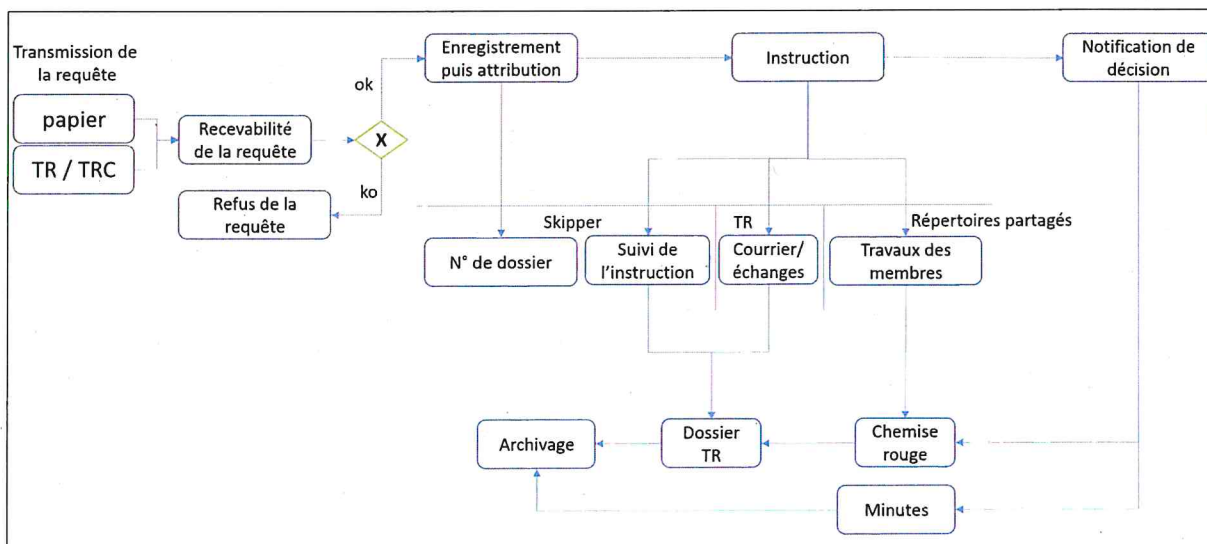 Transmission de
la requête
papier
TR / TRC
Recevabilité
de la requête
X
ok
ko
Refus de la
requête
Enregistrement
puis attribution
Instruction
Notification de
décision
Skipper
TR
Répertoires partagés
N° de dossier
Suivi de
l'instruction
Courrier/
échanges
Travaux des
membres
Archivage
Dossier
TR
Chemise
rouge
Minutes